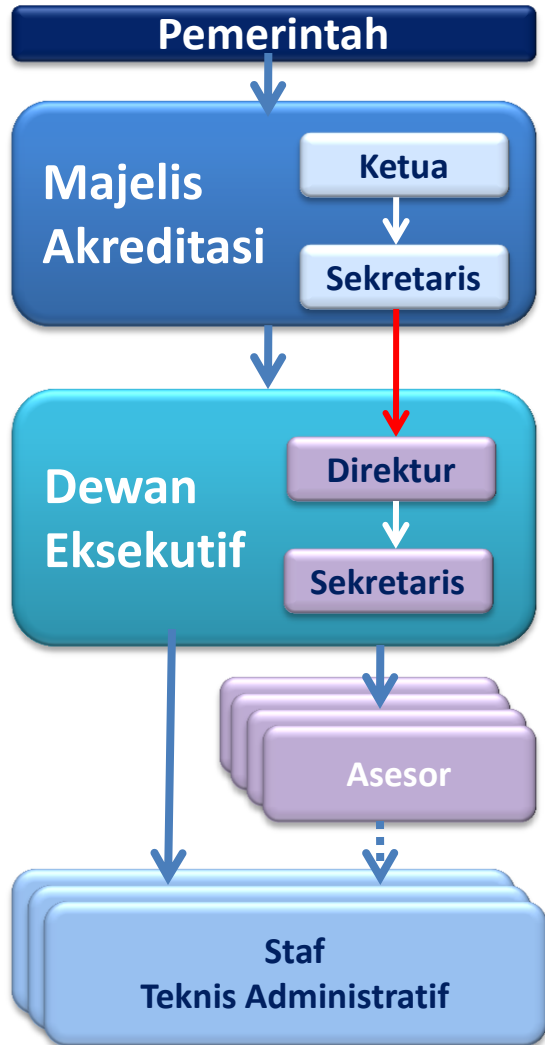 Pemerintah
Majelis
Akreditasi
Ketua
Sekretaris
Dewan
Eksekutif
Direktur
Sekretaris
Asesor
Staf
Teknis Administratif